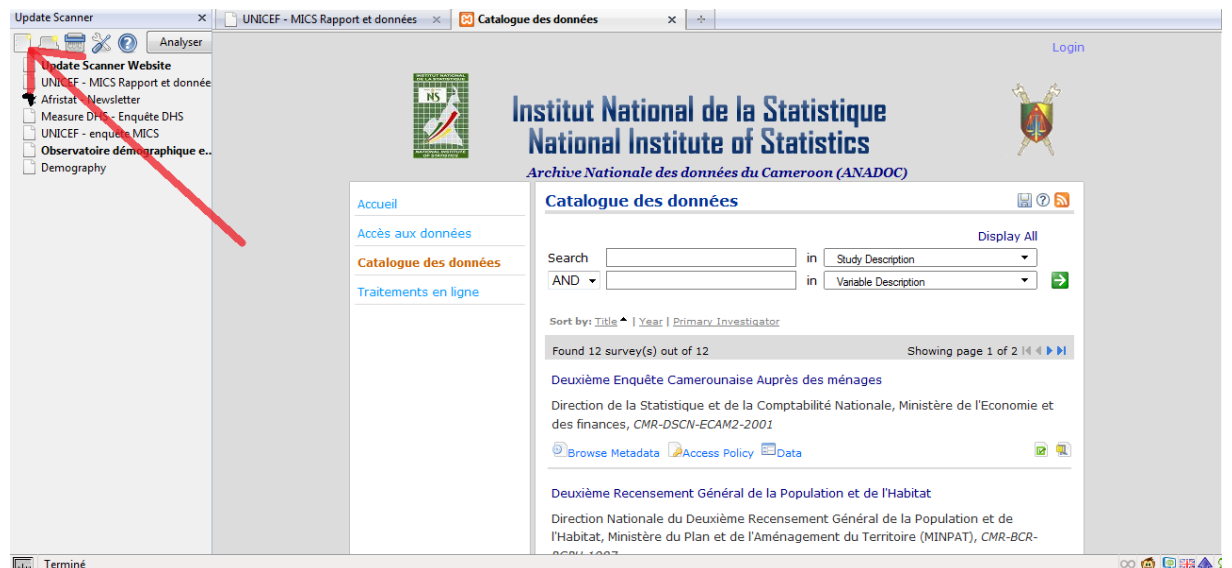 Update Scanner
UNICEF - MICS Rapport et données
Catalogue des données
Analyser
Update Scanner Website
UNICEF - MICS Rapport et donnée
Afristat - Newsletter
Measure DHS - Enquête DHS
UNICEF - enquête MICS
Observatoire démographique e..
Demography
Login
INS
Institut National de la Statistique
National Institute of Statistics
Archive Nationale des données du Cameroon (ANADOC)
Accueil
Accès aux données
Catalogue des données
Traitements en ligne
Catalogue des données
Display All
Search in Study Description
AND in Variable Description
Sort by: Title | Year | Primary Investigator
Found 12 survey(s) out of 12 Showing page 1 of 2
Deuxième Enquête Camerounaise Auprès des ménages
Direction de la Statistique et de la Comptabilité Nationale, Ministère de l'Economie et
des finances, CMR-DSCN-ECAM2-2001
Browse Metadata Access Policy Data
Deuxième Recensement Général de la Population et de l'Habitat
Direction Nationale du Deuxième Recensement Général de la Population et de
l'Habitat, Ministère du Plan et de l'Aménagement du Territoire (MINPAT), CMR-BCR-
Terminé